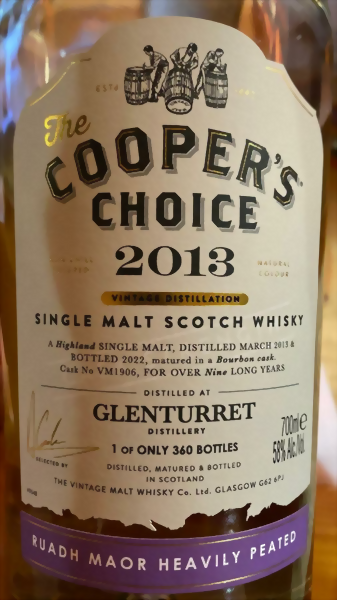 ESTD
The
COOPER'S
CHOICE
NATURAL
COLOUR
2013
VINTAGE DISTILLATION
SINGLE MALT SCOTCH WHISKY
A Highland SINGLE MALT, DISTILLED MARCH 2013 &
BOTTLED 2022, matured in a Bourbon cask.
Cask No VM1906, FOR OVER Nine LONG YEARS
DISTILLED AT
GLENTURRET
DISTILLERY
700ml e
58% Alc./Vol.
1 OF ONLY 360 BOTTLES
SELECTED BY
DISTILLED, MATURED & BOTTLED
IN SCOTLAND
THE VINTAGE MALT WHISKY Co. Ltd. GLASGOW G62 6PJ
RUADH MAOR HEAVILY PEATED